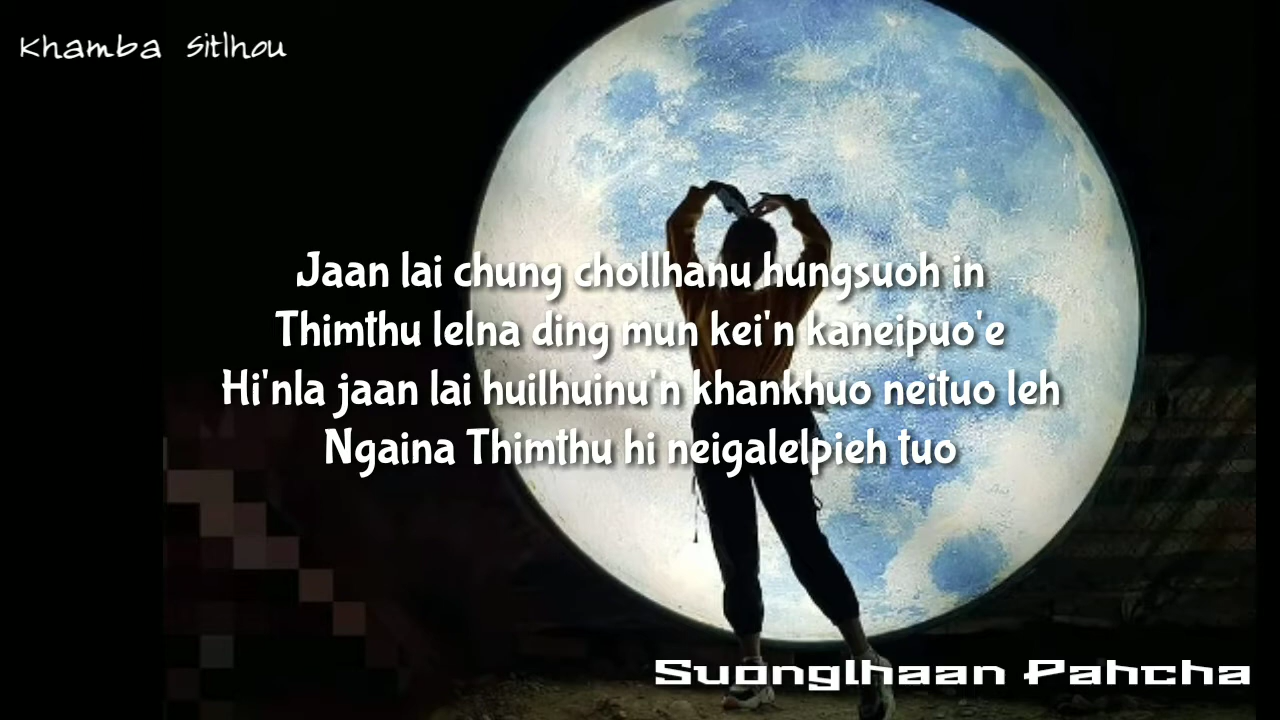 Khamba Sitlhou
Jaan lai chung chollhanu hungsuoh in
Thimthu lelna ding mun kei'n kaneipuo'e
Hi'nla jaan lai huilhuinu'n khankhuo neituo leh
Ngaina Thimthu hi neigalelpieh tuo
Suonglhaan Pahcha